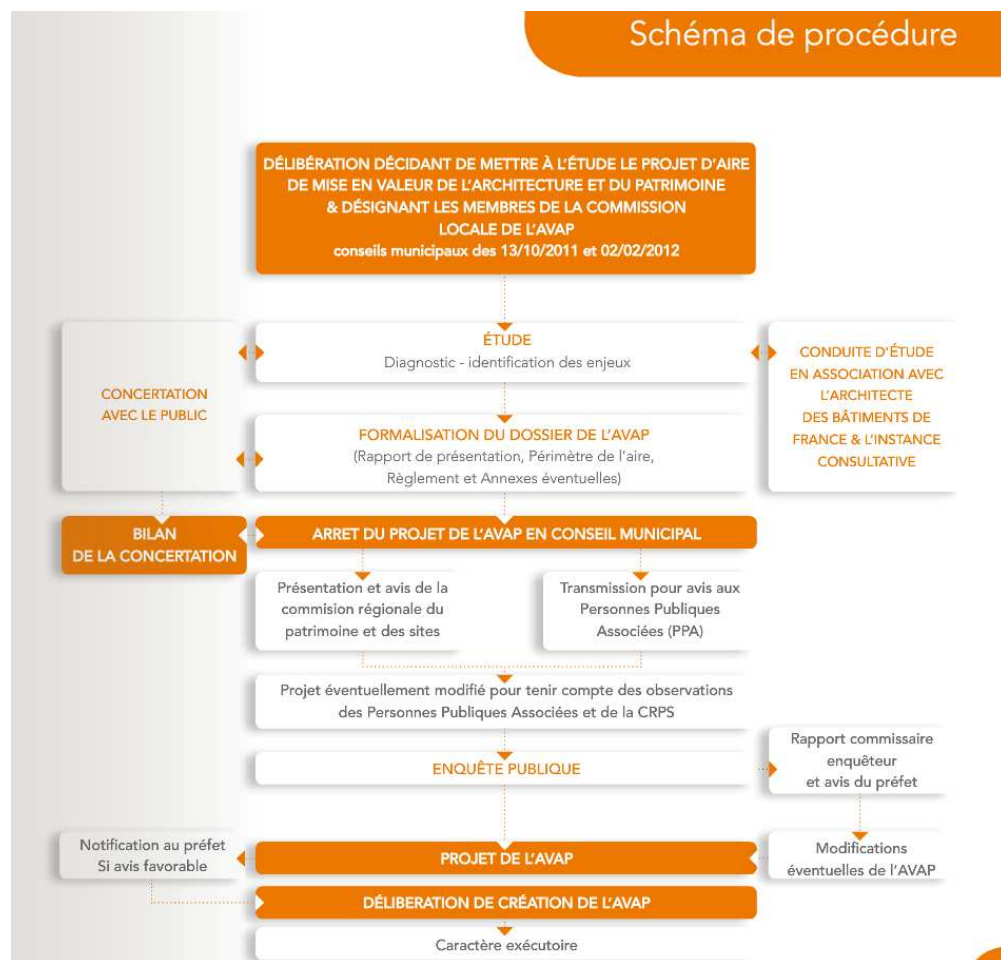 Schéma de procédure
DÉLIBÉRATION DÉCIDANT DE METTRE À L'ÉTUDE LE PROJET D'AIRE
DE MISE EN VALEUR DE L'ARCHITECTURE ET DU PATRIMOINE
& DÉSIGNANT LES MEMBRES DE LA COMMISSION
LOCALE DE L'AVAP
conseils municipaux des 13/10/2011 et 02/02/2012
CONCERTATION
AVEC LE PUBLIC
ÉTUDE
Diagnostic - identification des enjeux
CONDUITE D'ÉTUDE
EN ASSOCIATION AVEC
L'ARCHITECTE
DES BÂTIMENTS DE
FRANCE & L'INSTANCE
CONSULTATIVE
FORMALISATION DU DOSSIER DE L'AVAP
(Rapport de présentation, Périmètre de l'aire,
Règlement et Annexes éventuelles)
BILAN
DE LA CONCERTATION
ARRET DU PROJET DE L'AVAP EN CONSEIL MUNICIPAL
Présentation et avis de la
commision régionale du
patrimoine et des sites
Transmission pour avis aux
Personnes Publiques
Associées (PPA)
Projet éventuellement modifié pour tenir compte des observations
des Personnes Publiques Associées et de la CRPS
ENQUÊTE PUBLIQUE
Rapport commissaire
enquêteur
et avis du préfet
Notification au préfet
Si avis favorable
PROJET DE L'AVAP
Modifications
éventuelles de l'AVAP
DÉLIBERATION DE CRÉATION DE L'AVAP
Caractère exécutoire